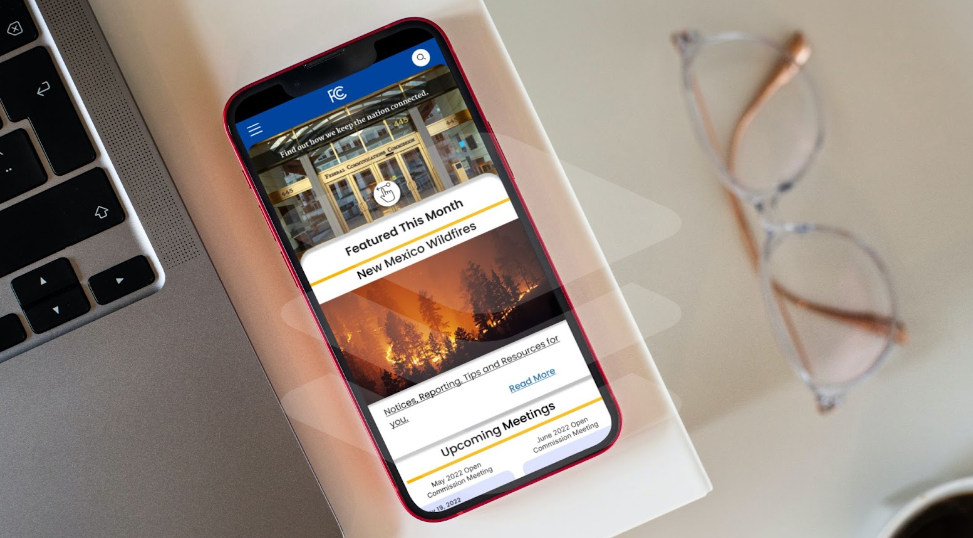 FCC
Find out how we keep the nation connected.
445
445
FEDERAL COMMUNICATIONS COMMISSION
445
Featured This Month
New Mexico Wildfires
Notices, Reporting, Tips and Resources for
you.
Read More
Upcoming Meetings
May 2022 Open
Commission Meeting
June 2022 Open
Commission Meeting
19, 2022